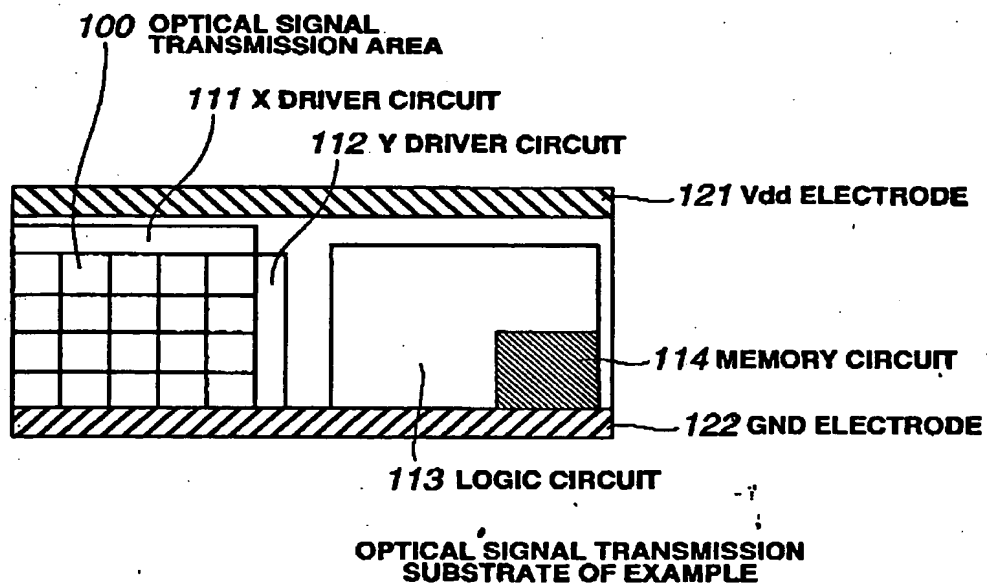 100 OPTICAL SIGNAL
TRANSMISSION AREA
111 X DRIVER CIRCUIT
112 Y DRIVER CIRCUIT
121 Vdd ELECTRODE
114 MEMORY CIRCUIT
122 GND ELECTRODE
113 LOGIC CIRCUIT
OPTICAL SIGNAL TRANSMISSION
SUBSTRATE OF EXAMPLE